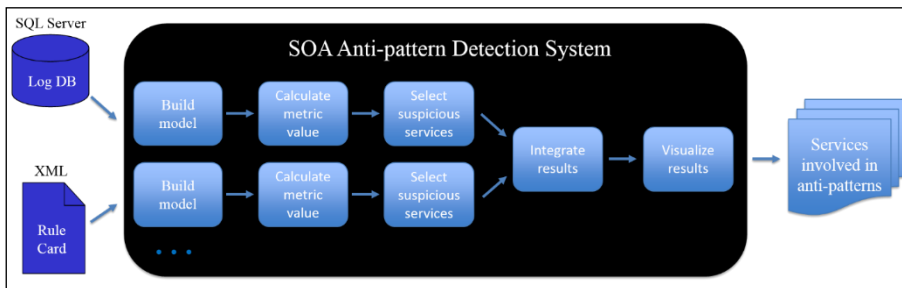 SQL Server
Log DB
XML
Rule
Card
SOA Anti-pattern Detection System
Build
model
Calculate
metric
value
Select
suspicious
services
Build
model
Calculate
metric
value
Select
suspicious
services
. . .
Integrate
results
Visualize
results
Services
involved in
anti-patterns